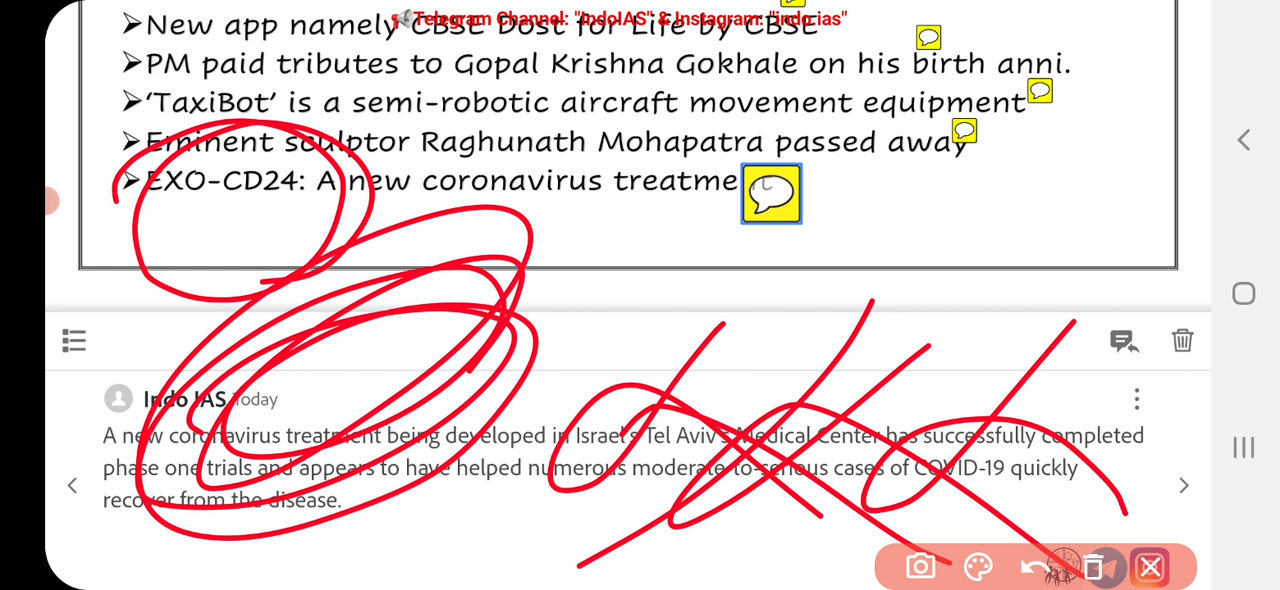 ➤New app namely CBSE Dost for Life by CBSE
Telegram Channel: "IndoIAS" & Instagram: "indo.ias"
➤PM paid tributes to Gopal Krishna Gokhale on his birth anni.
➤‘TaxiBot’ is a semi-robotic aircraft movement equipment
➤Eminent sculptor Raghunath Mohapatra passed away
➤EXO-CD24: A new coronavirus treatment
Indo IAS Today
A new coronavirus treatment being developed in Israel's Tel Aviv's Medical Center has successfully completed
phase one trials and appears to have helped numerous moderate-to-serious cases of COVID-19 quickly
recover from the disease.